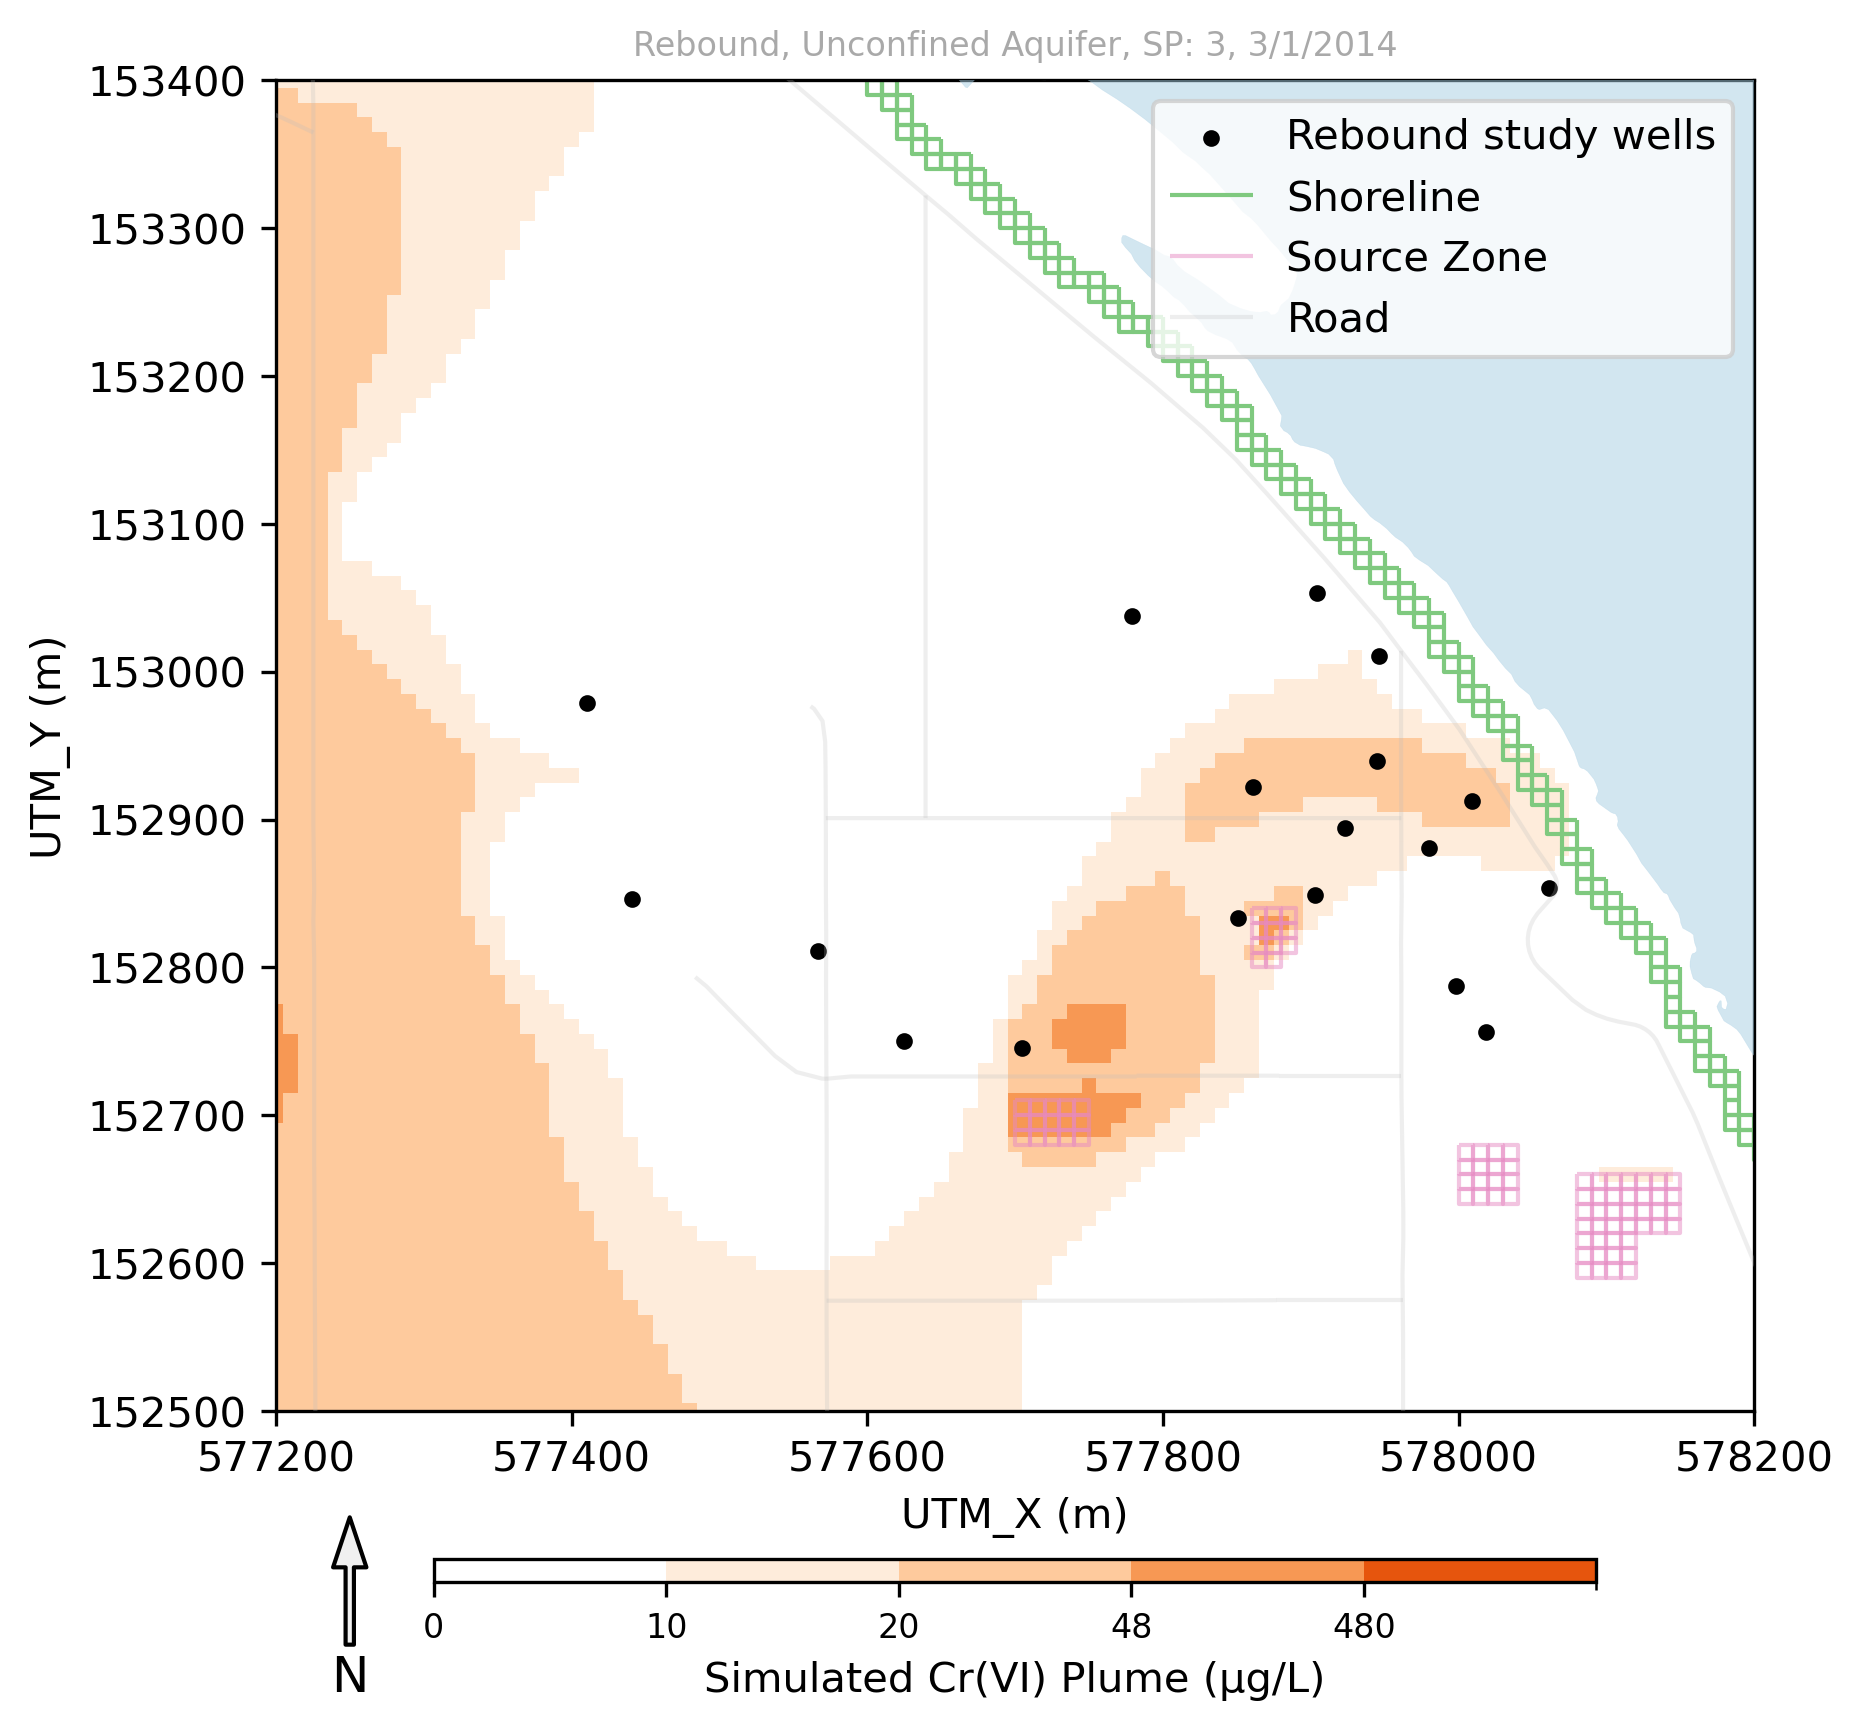 Rebound, Unconfined Aquifer, SP: 3, 3/1/2014
Rebound study wells
Shoreline
Source Zone
Road
153400
153300
153200
153100
153000
152900
152800
152700
152600
152500
UTM_Y (m)
577200 577400 577600 577800 578000 578200
UTM_X (m)
N
0 10 20 48 480
Simulated Cr(VI) Plume (μg/L)